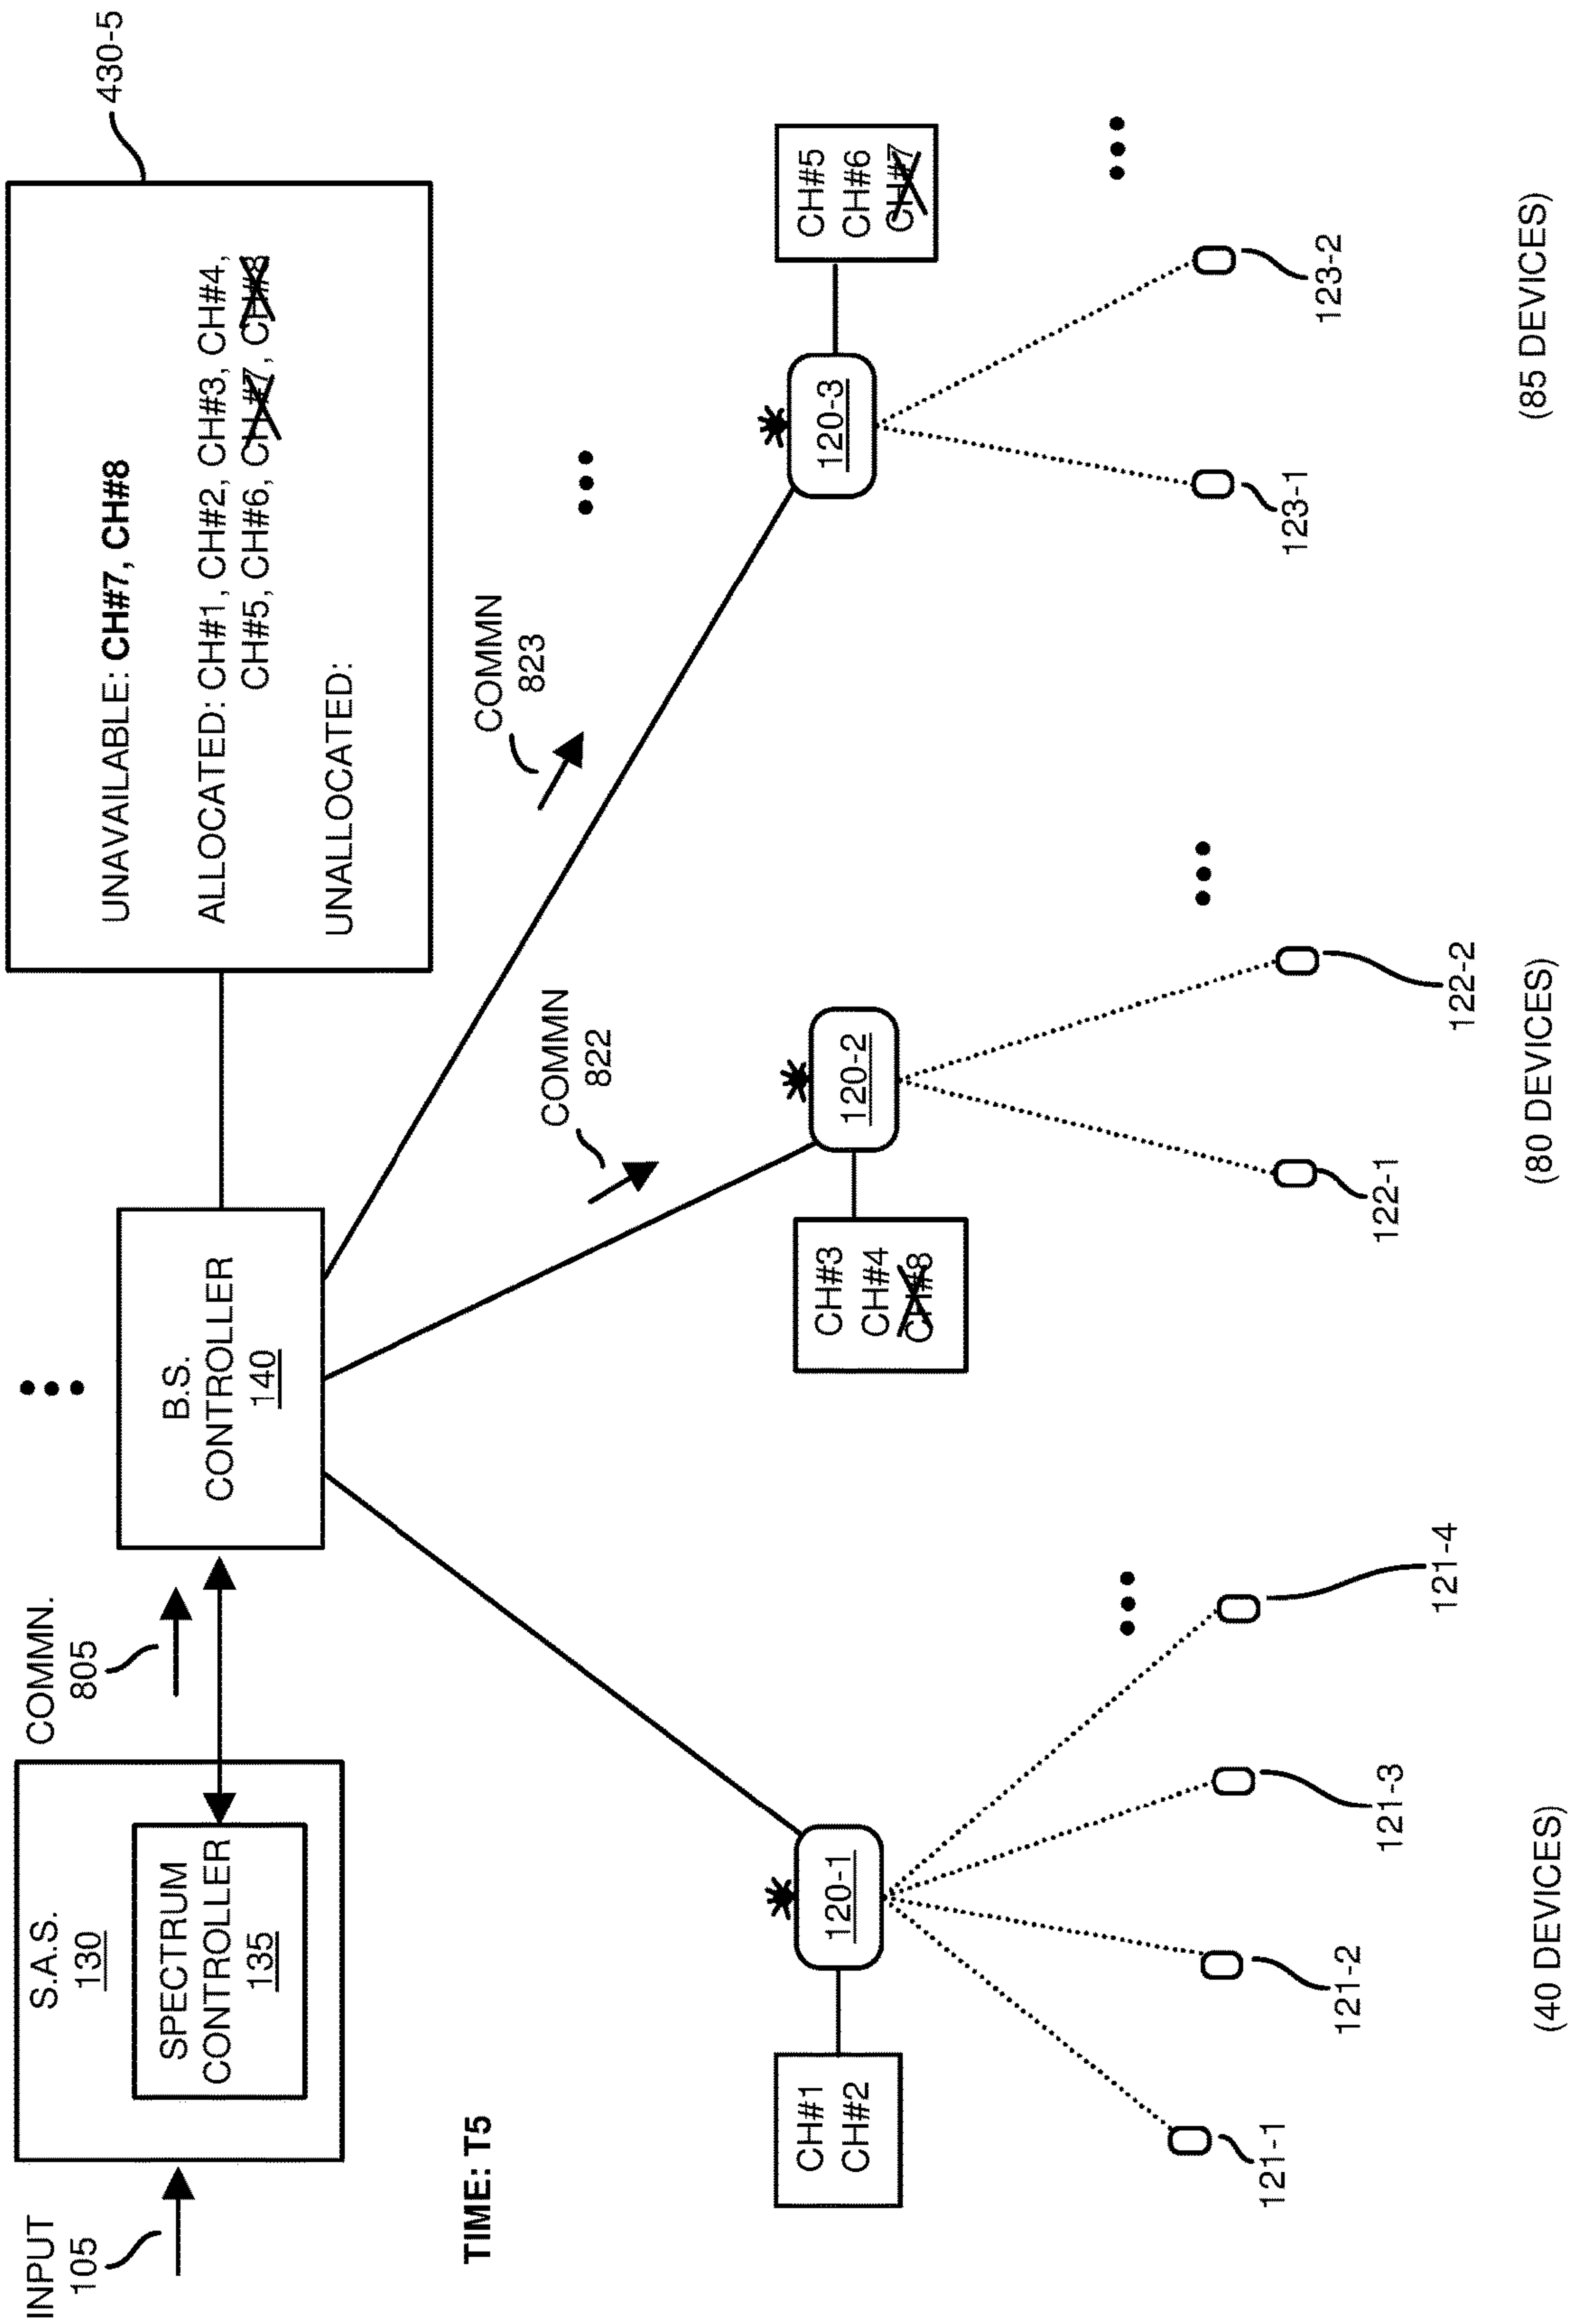 INPUT
105
S.A.S.
130
SPECTRUM
CONTROLLER
135
COMMN.
805
B.S.
CONTROLLER
140
430-5
UNAVAILABLE: CH#7, CH#8
ALLOCATED: CH#1, CH#2, CH#3, CH#4,
CH#5, CH#6, CH#7, CH#8
UNALLOCATED:
TIME: T5
COMMN
822
COMMN
823
CH#1
CH#2
120-1
CH#3
CH#4
CH#8
120-2
120-3
CH#5
CH#6
CH#7
121-1
121-2
121-3
121-4
122-1
122-2
123-1
123-2
(40 DEVICES)
(80 DEVICES)
(85 DEVICES)